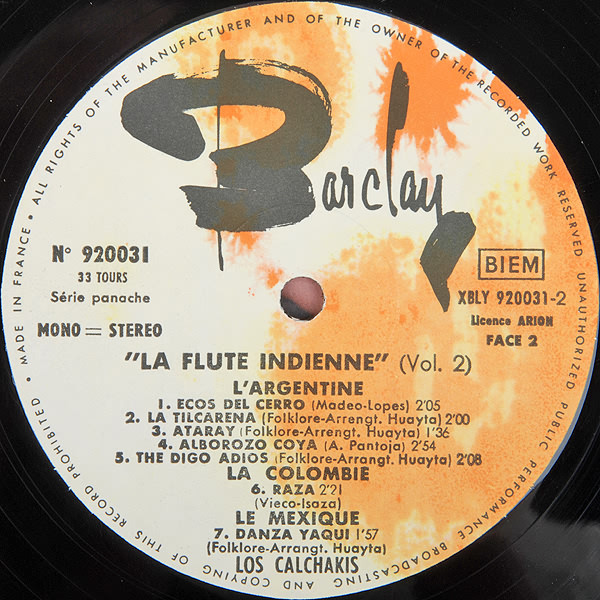 MADE IN FRANCE • ALL RIGHTS OF THE MANUFACTURER AND OF THE OWNER OF THE RECORDED WORK RESERVED UNAUTHORIZED PUBLIC PERFORMANCE BROADCASTING AND COPYING OF THIS RECORD PROHIBITED •
Barclay
N° 920031
33 TOURS
Série panache
MONO = STEREO
BIEM
XBLY 920031-2
Licence ARION
FACE 2
"LA FLUTE INDIENNE" (Vol. 2)
L'ARGENTINE
1. ECOS DEL CERRO (Madeo-Lopes) 2'05
2. LA TILCARENA (Folklore-Arrengt. Huayta) 2'00
3. ATARAY (Folklore-Arrengt. Huayta) 1'36
4. ALBOROZO COYA (A. Pantoja) 2'54
5. THE DIGO ADIOS (Folklore-Arrangt. Huayta) 2'08
LA COLOMBIE
6. RAZA 2'21
(Vieco-Isaza)
LE MEXIQUE
7. DANZA YAQUI 1'57
(Folklore-Arrangt. Huayta)
LOS CALCHAKIS